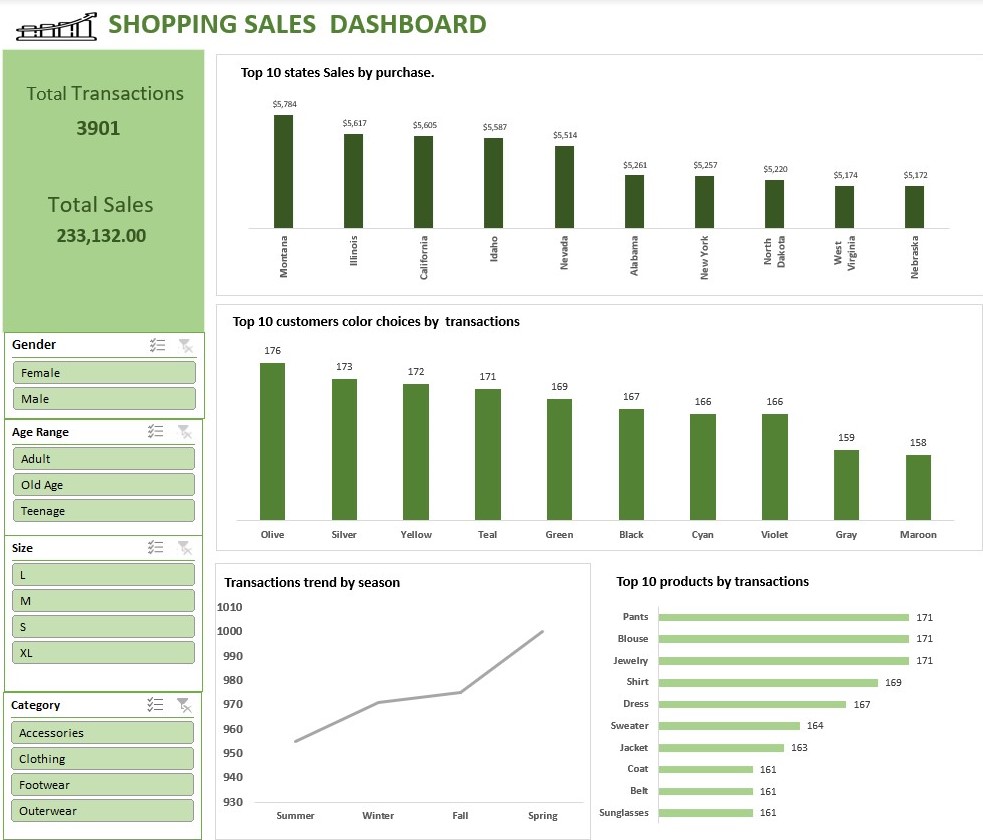 SHOPPING SALES DASHBOARD
Total Transactions
3901
Total Sales
233,132.00
Gender
Female
Male
Age Range
Adult
Old Age
Teenage
Size
L
M
S
XL
Category
Accessories
Clothing
Footwear
Outerwear
Top 10 states Sales by purchase.
$5,784
$5,617
$5,605
$5,587
$5,514
$5,261
$5,257
$5,220
$5,174
$5,172
Montana
Illinois
California
Idaho
Nevada
Alabama
New York
North
Dakota
West
Virginia
Nebraska
Top 10 customers color choices by transactions
176
173
172
171
169
167
166
166
159
158
Olive
Silver
Yellow
Teal
Green
Black
Cyan
Violet
Gray
Maroon
Transactions trend by season
1010
1000
990
980
970
960
950
940
930
Summer
Winter
Fall
Spring
Top 10 products by transactions
Pants 171
Blouse 171
Jewelry 171
Shirt 169
Dress 167
Sweater 164
Jacket 163
Coat 161
Belt 161
Sunglasses 161